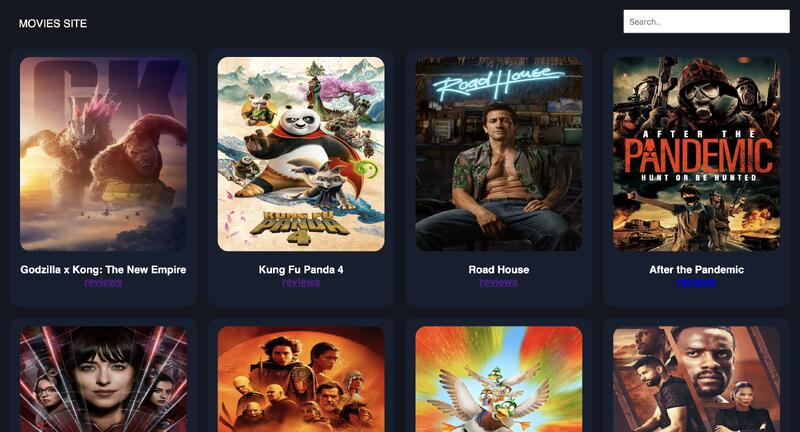 MOVIES SITE
Search..
GK
Road House
KUNG FU
PANDA
4
AFTER THE
PANDEMIC
HUNT OR BE HUNTED
Godzilla x Kong: The New Empire
reviews
Kung Fu Panda 4
reviews
Road House
reviews
After the Pandemic
reviews